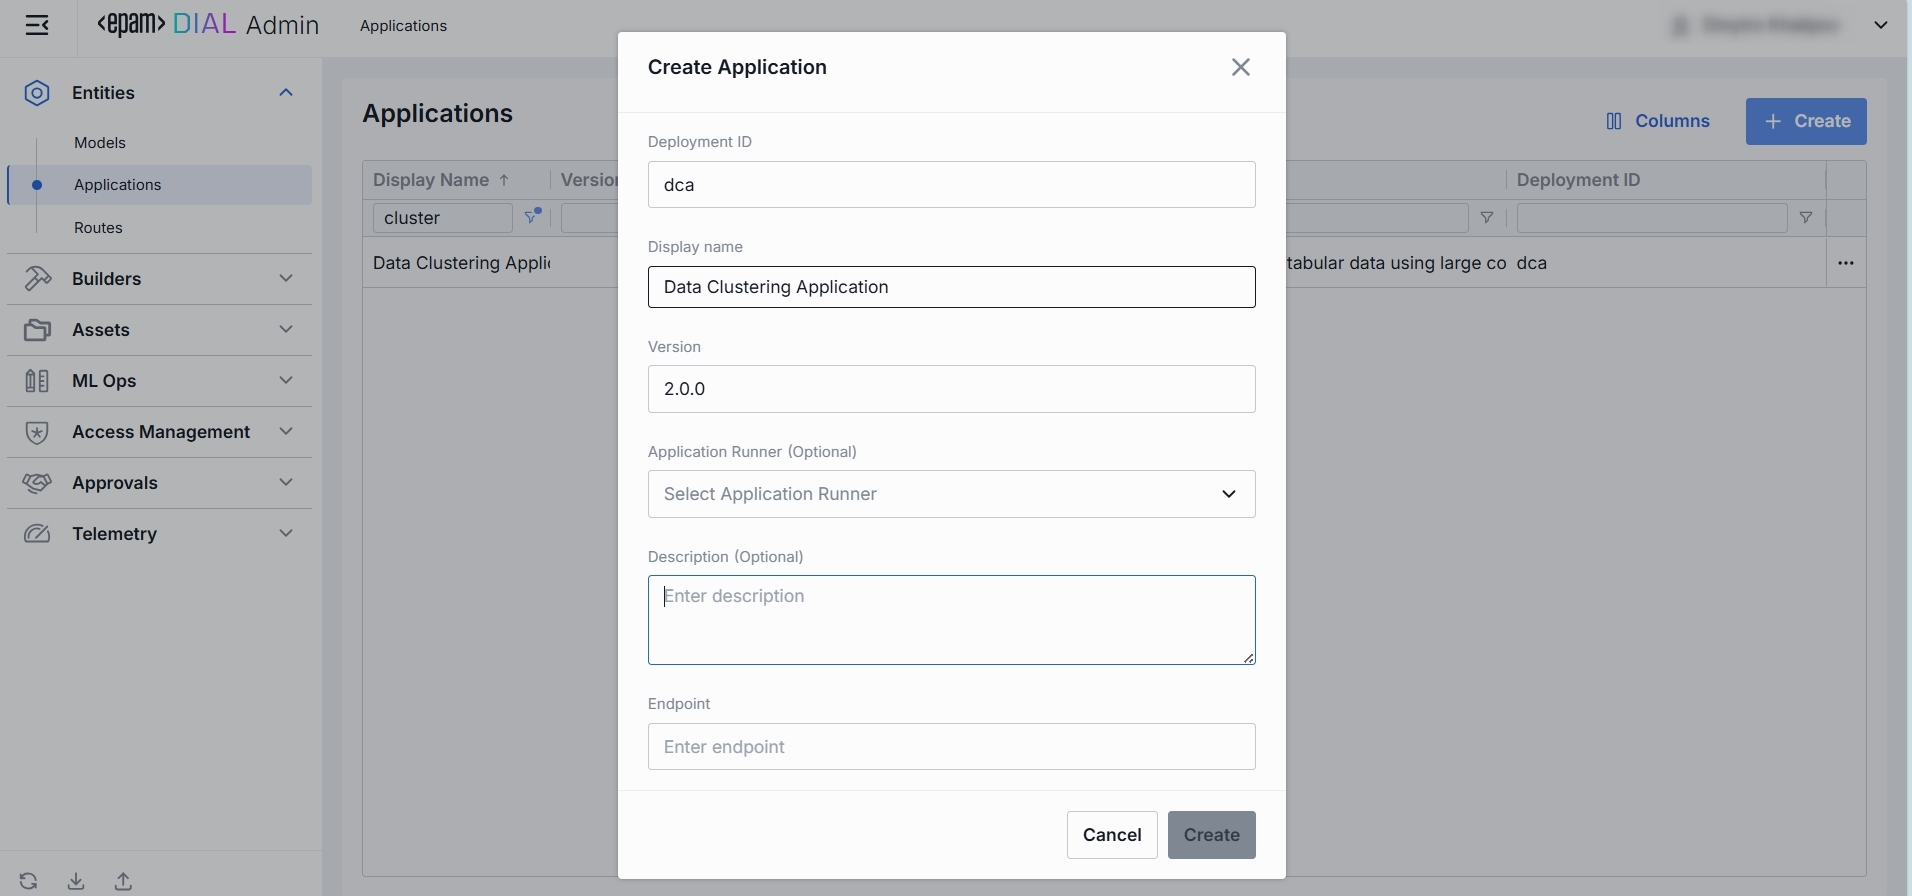 <epam> DIAL Admin
Applications
Entities
Models
Applications
Routes
Builders
Assets
ML Ops
Access Management
Approvals
Telemetry
Applications
Columns
+ Create
Display Name ↑
Deployment ID
cluster
Data Clustering
tabular data using large co
dca
Create Application
Deployment ID
dca
Display name
Data Clustering Application
Version
2.0.0
Application Runner (Optional)
Select Application Runner
Description (Optional)
Enter description
Endpoint
Enter endpoint
Cancel
Create